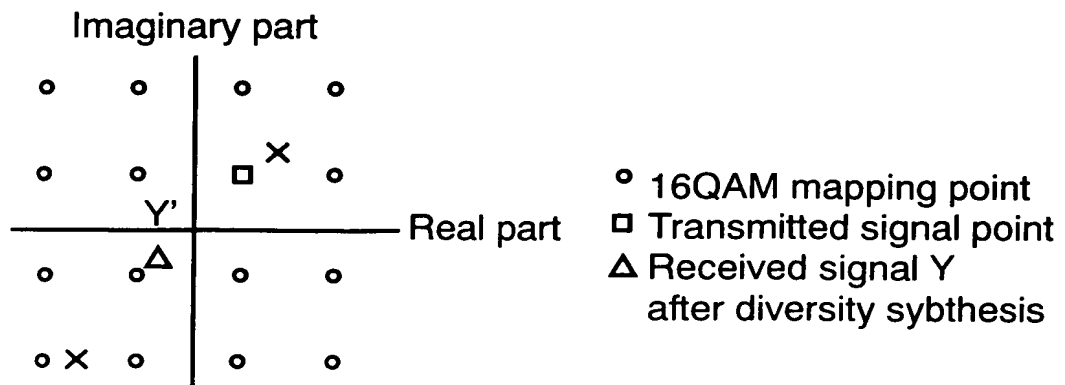 Imaginary part
Y'
Real part
16QAM mapping point
Transmitted signal point
Received signal Y
after diversity sybthesis